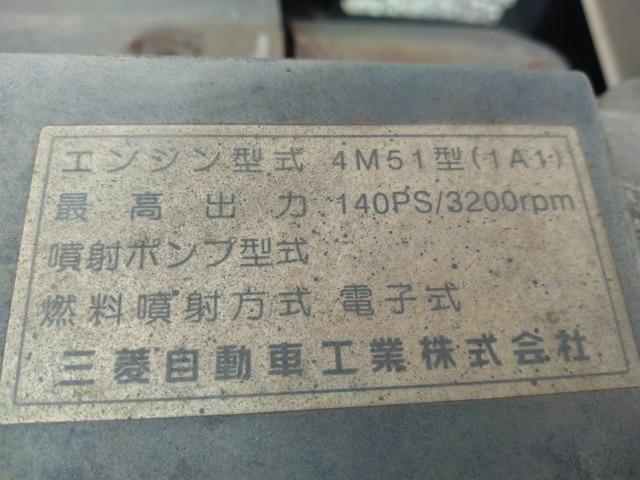 エンジン型式 4M51型(1A1)
最高出力 140PS/3200rpm
噴射ポンプ型式
燃料噴射方式 電子式
三菱自動車工業株式会社